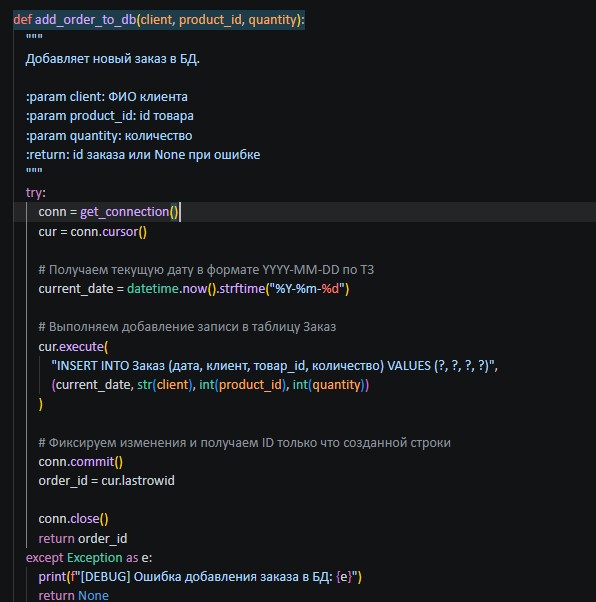 def add_order_to_db(client, product_id, quantity):
"""
Добавляет новый заказ в БД.
:param client: ФИО клиента
:param product_id: id товара
:param quantity: количество
:return: id заказа или None при ошибке
"""
try:
conn = get_connection()
cur = conn.cursor()
# Получаем текущую дату в формате YYYY-MM-DD по ТЗ
current_date = datetime.now().strftime("%Y-%m-%d")
# Выполняем добавление записи в таблицу Заказ
cur.execute(
"INSERT INTO Заказ (дата, клиент, товар_id, количество) VALUES (?, ?, ?, ?)",
(current_date, str(client), int(product_id), int(quantity))
)
# Фиксируем изменения и получаем ID только что созданной строки
conn.commit()
order_id = cur.lastrowid
conn.close()
return order_id
except Exception as e:
print(f"[DEBUG] Ошибка добавления заказа в БД: {e}")
return None